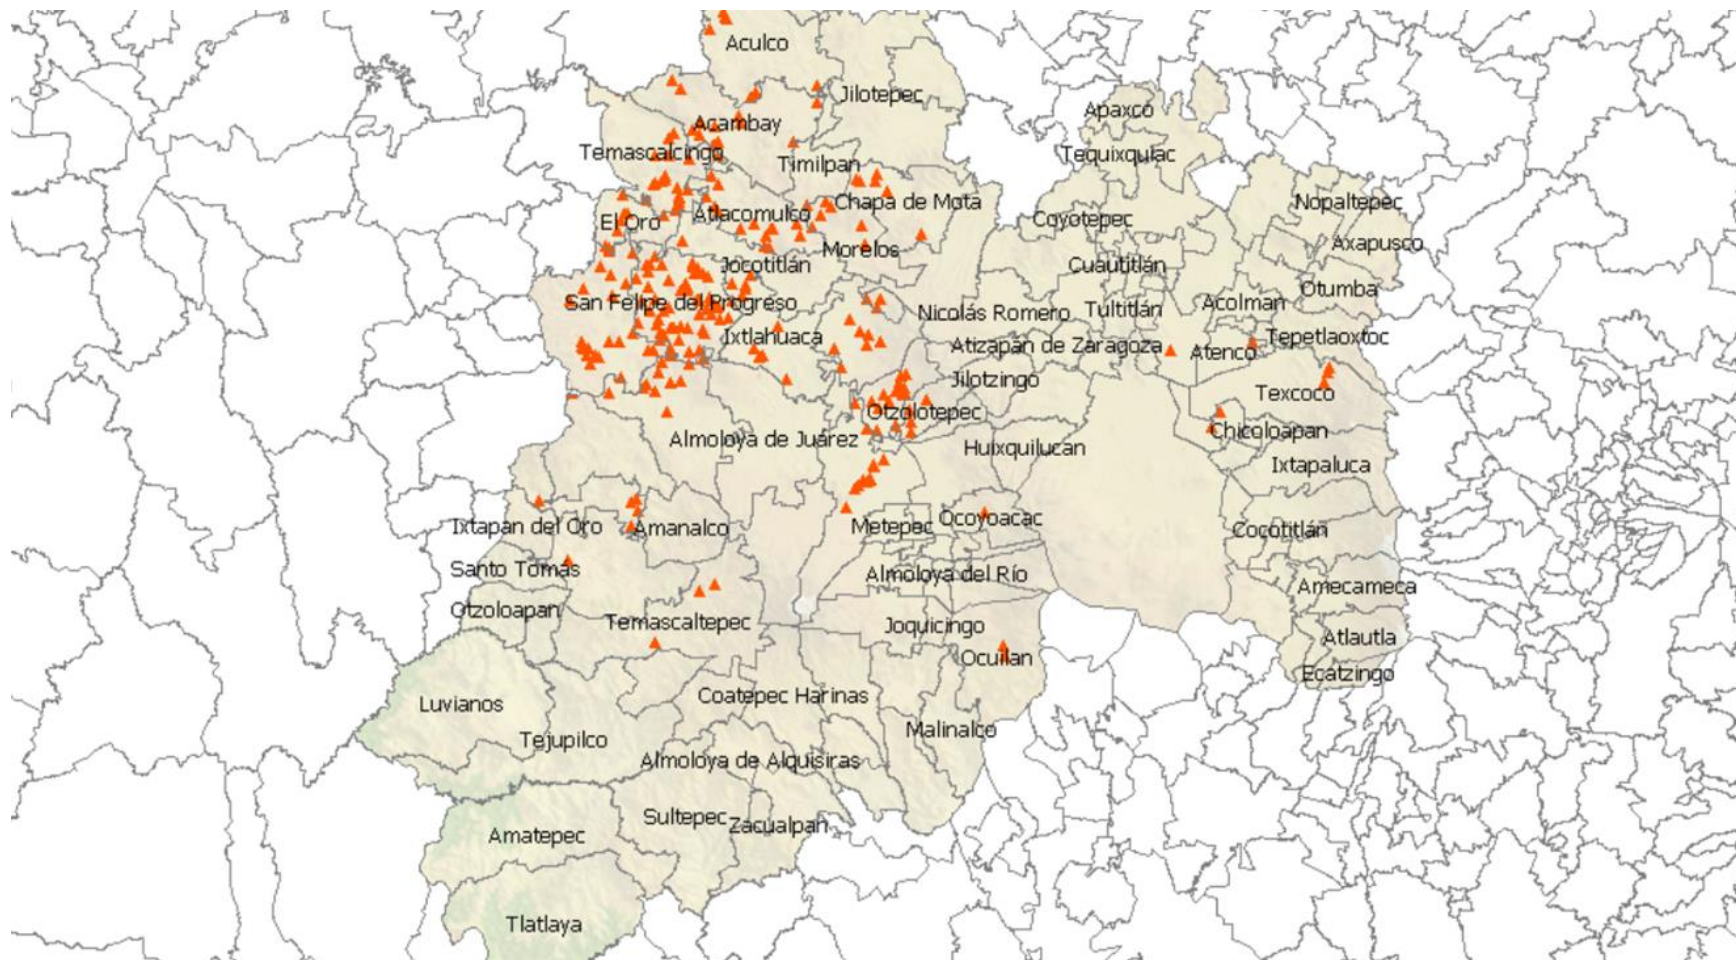 Aculco
Jilotepec
Apaxco
Acambay
Temascalcingo
Timilpan
Tequixquiac
Chapa de Mota
Nopaltepec
El Oro
Atlacomulco
Coyotepec
Axapusco
Morelos
Jocotitlán
Cuautitlán
Otumba
San Felipe del Progreso
Acolman
Nicolás Romero
Tultitlán
Ixtlahuaca
Tepetlaoxtoc
Atizapán de Zaragoza
Atenco
Jilotzingo
Texcoco
Otzolotepec
Chicoloapan
Almoloya de Juárez
Huixquilucan
Ixtapaluca
Ocoyoacac
Ixtapan del Oro
Amanalco
Metepec
Cocotitlán
Santo Tomás
Almoloya del Río
Amecameca
Otzoloapan
Temascaltepec
Joquicingo
Atlautla
Ocuilan
Ecatzingo
Coatepec Harinas
Luvianos
Malinalco
Tejupilco
Almoloya de Alquisiras
Sultepec
Zacualpan
Amatepec
Tlatlaya